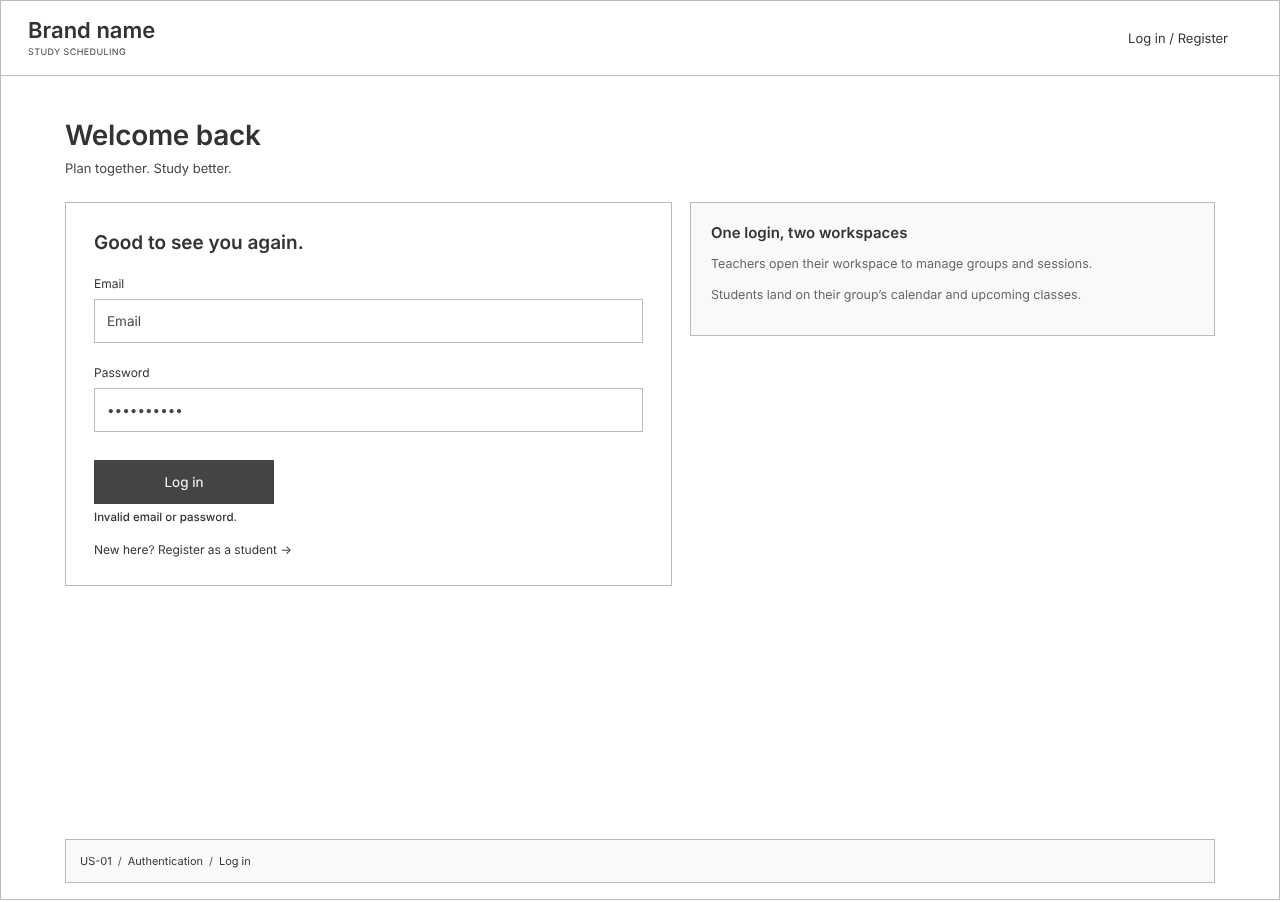 Brand name
STUDY SCHEDULING
Log in / Register
Welcome back
Plan together. Study better.
Good to see you again.
Email
Email
Password
••••••••••
Log in
Invalid email or password.
New here? Register as a student →
One login, two workspaces
Teachers open their workspace to manage groups and sessions.
Students land on their group’s calendar and upcoming classes.
US-01 / Authentication / Log in